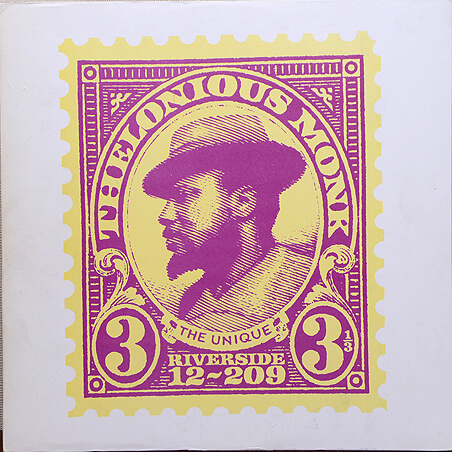 THELONIOUS MONK
THE UNIQUE
3
3 1/3
RIVERSIDE
12~209